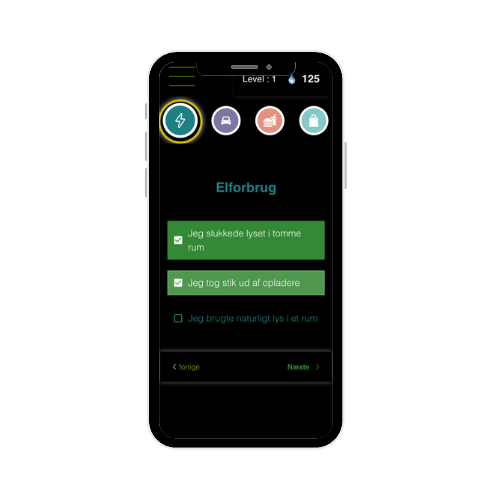 Level : 1 125
Elforbrug
Jeg slukkede lyset i tomme
rum
Jeg tog stik ud af opladere
Jeg brugte naturligt lys i et rum
forrige Næste